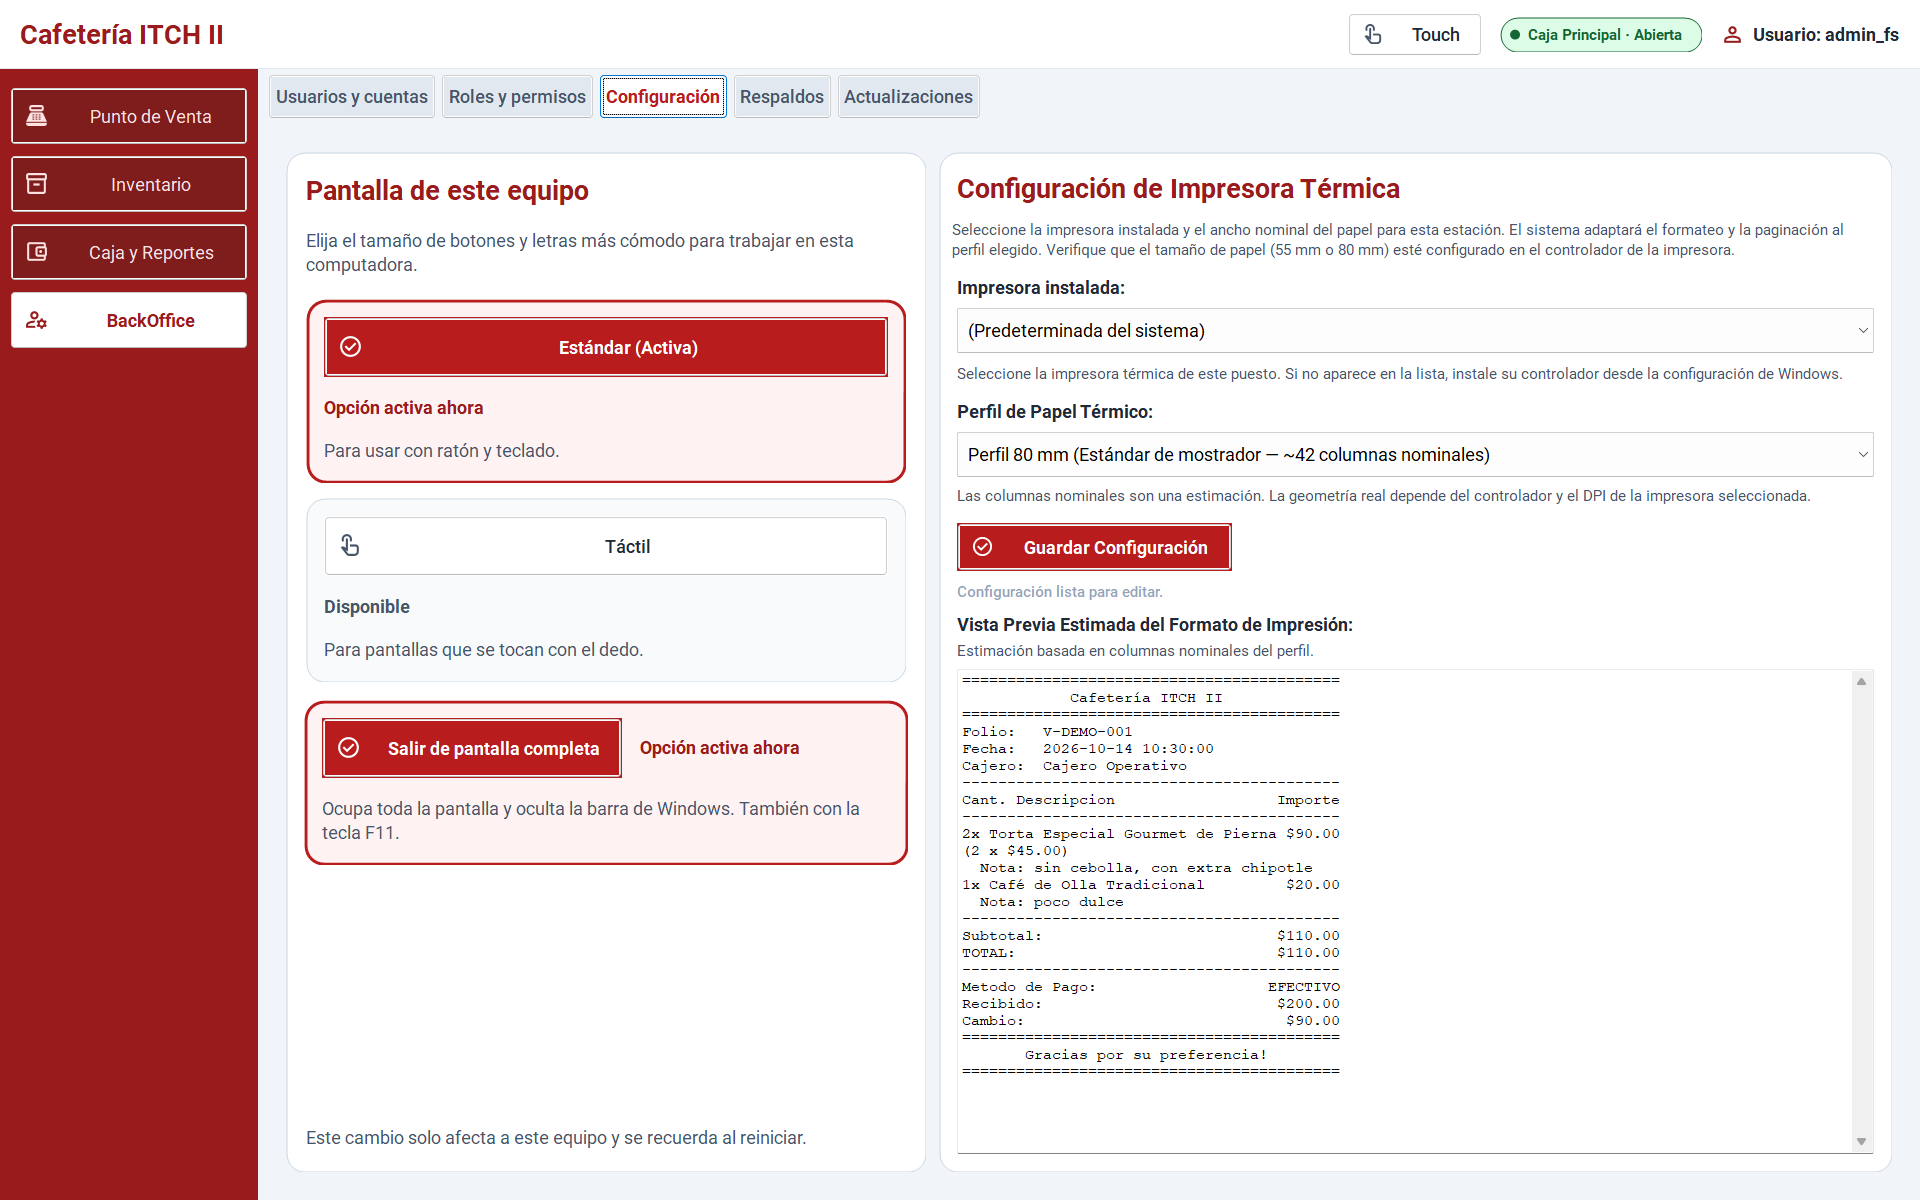 Cafetería ITCH II
Touch
Caja Principal · Abierta
Usuario: admin_fs
Punto de Venta
Inventario
Caja y Reportes
BackOffice
Usuarios y cuentas
Roles y permisos
Configuración
Respaldos
Actualizaciones
Pantalla de este equipo
Elija el tamaño de botones y letras más cómodo para trabajar en esta
computadora.
Estándar (Activa)
Opción activa ahora
Para usar con ratón y teclado.
Táctil
Disponible
Para pantallas que se tocan con el dedo.
Salir de pantalla completa
Opción activa ahora
Ocupa toda la pantalla y oculta la barra de Windows. También con la
tecla F11.
Este cambio solo afecta a este equipo y se recuerda al reiniciar.
Configuración de Impresora Térmica
Seleccione la impresora instalada y el ancho nominal del papel para esta estación. El sistema adaptará el formateo y la paginación al
perfil elegido. Verifique que el tamaño de papel (55 mm o 80 mm) esté configurado en el controlador de la impresora.
Impresora instalada:
(Predeterminada del sistema)
Seleccione la impresora térmica de este puesto. Si no aparece en la lista, instale su controlador desde la configuración de Windows.
Perfil de Papel Térmico:
Perfil 80 mm (Estándar de mostrador — ~42 columnas nominales)
Las columnas nominales son una estimación. La geometría real depende del controlador y el DPI de la impresora seleccionada.
Guardar Configuración
Configuración lista para editar.
Vista Previa Estimada del Formato de Impresión:
Estimación basada en columnas nominales del perfil.
==========================================
Cafetería ITCH II
==========================================
Folio:   V-DEMO-001
Fecha:   2026-10-14 10:30:00
Cajero:  Cajero Operativo
------------------------------------------
Cant. Descripcion                  Importe
------------------------------------------
2x Torta Especial Gourmet de Pierna $90.00
(2 x $45.00)
  Nota: sin cebolla, con extra chipotle
1x Café de Olla Tradicional         $20.00
  Nota: poco dulce
------------------------------------------
Subtotal:                          $110.00
TOTAL:                             $110.00
------------------------------------------
Metodo de Pago:                   EFECTIVO
Recibido:                          $200.00
Cambio:                             $90.00
==========================================
Gracias por su preferencia!
==========================================